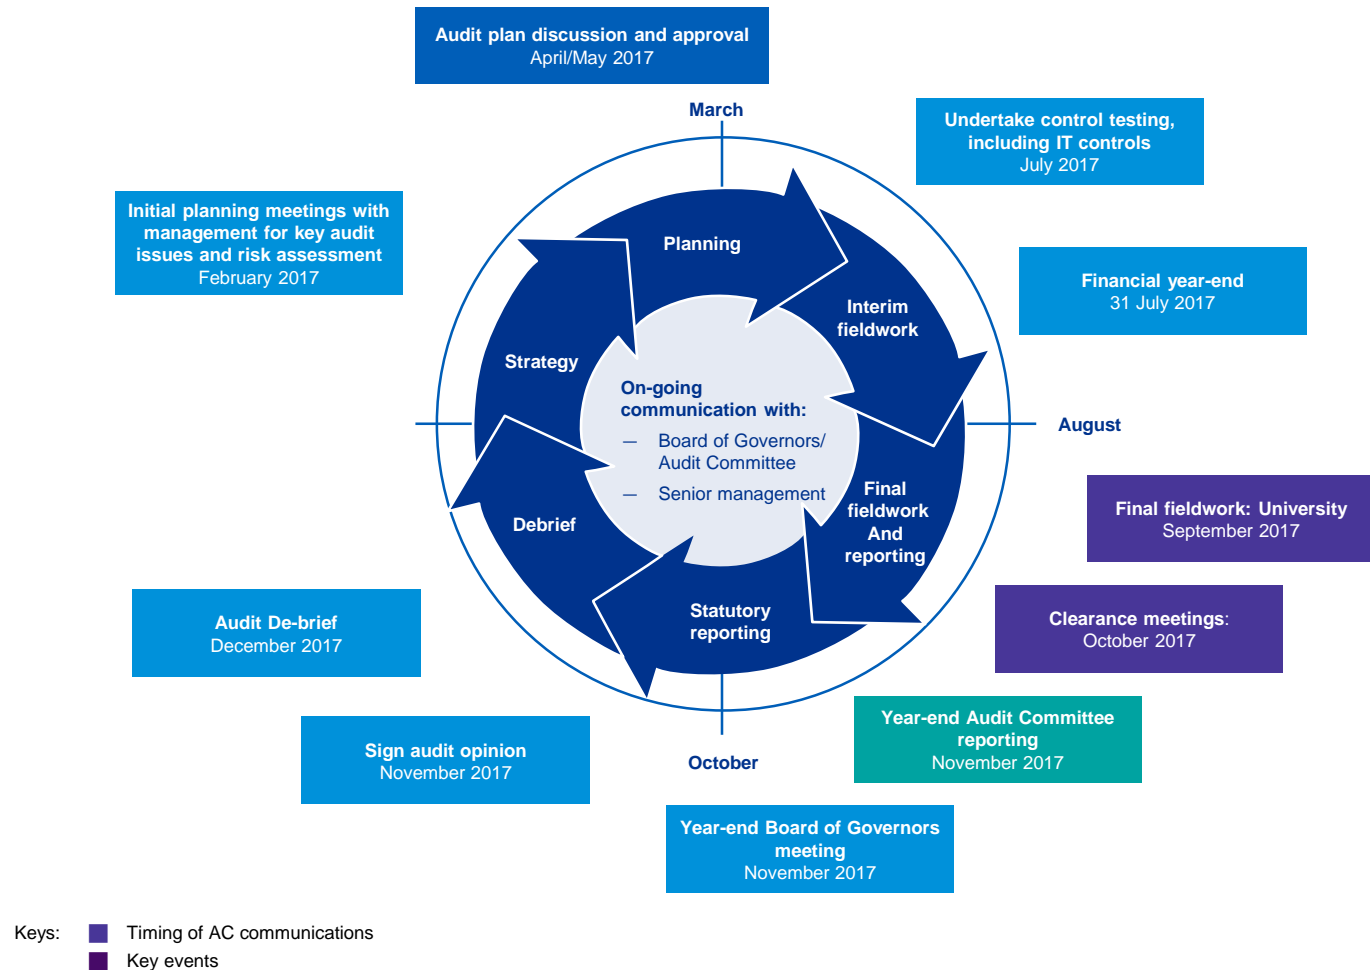 Audit plan discussion and approval
April/May 2017
March
Undertake control testing,
including IT controls
July 2017
Initial planning meetings with
management for key audit
issues and risk assessment
February 2017
Planning
Financial year-end
31 July 2017
Interim
fieldwork
Strategy
On-going
communication with:
— Board of Governors/
Audit Committee
— Senior management
August
Final
fieldwork
And
reporting
Final fieldwork: University
September 2017
Debrief
Statutory
reporting
Clearance meetings:
October 2017
Audit De-brief
December 2017
Year-end Audit Committee
reporting
November 2017
Sign audit opinion
November 2017
October
Year-end Board of Governors
meeting
November 2017
Keys:
Timing of AC communications
Key events